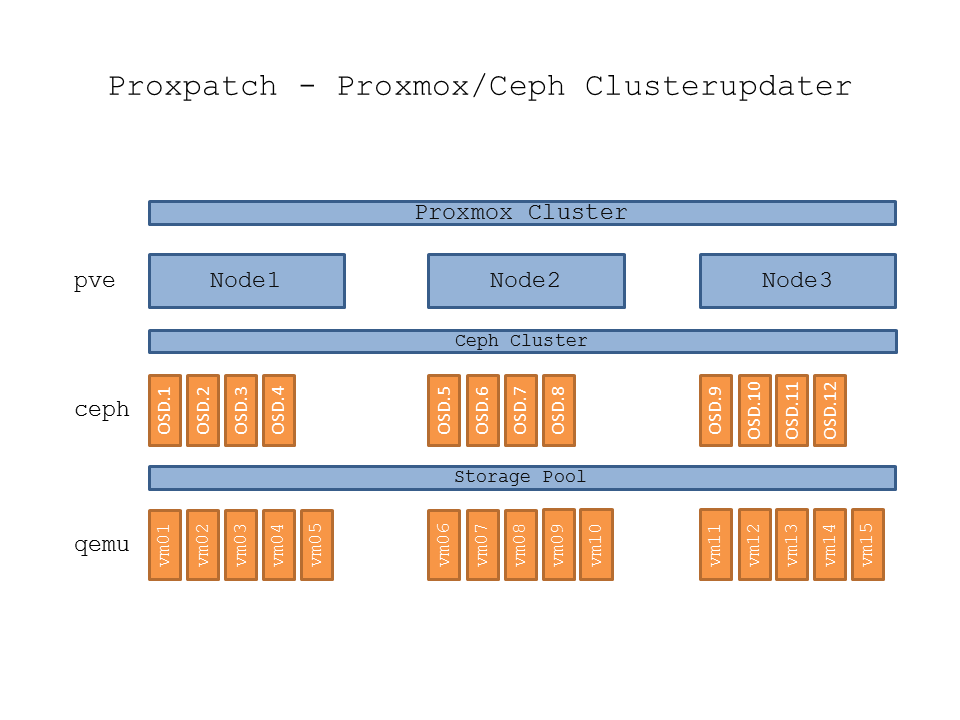 Proxpatch - Proxmox/Ceph Clusterupdater
Proxmox Cluster
pve Node1 Node2 Node3
Ceph Cluster
ceph OSD.1 OSD.2 OSD.3 OSD.4 OSD.5 OSD.6 OSD.7 OSD.8 OSD.9 OSD.10 OSD.11 OSD.12
Storage Pool
qemu vm01 vm02 vm03 vm04 vm05 vm06 vm07 vm08 vm09 vm10 vm11 vm12 vm13 vm14 vm15